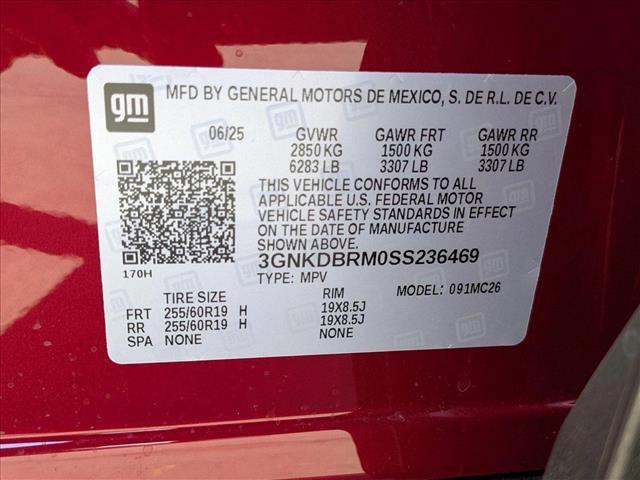 gm
MFD BY GENERAL MOTORS DE MEXICO, S. DE R.L. DE C.V.
06/25 GVWR GAWR FRT GAWR RR
2850 KG 1500 KG 1500 KG
6283 LB 3307 LB 3307 LB
THIS VEHICLE CONFORMS TO ALL
APPLICABLE U.S. FEDERAL MOTOR
VEHICLE SAFETY STANDARDS IN EFFECT
ON THE DATE OF MANUFACTURE
SHOWN ABOVE.
3GNKDBRM0SS236469
170H
TYPE: MPV MODEL: 091MC26
TIRE SIZE RIM
FRT 255/60R19 H 19X8.5J
RR 255/60R19 H 19X8.5J
SPA NONE NONE